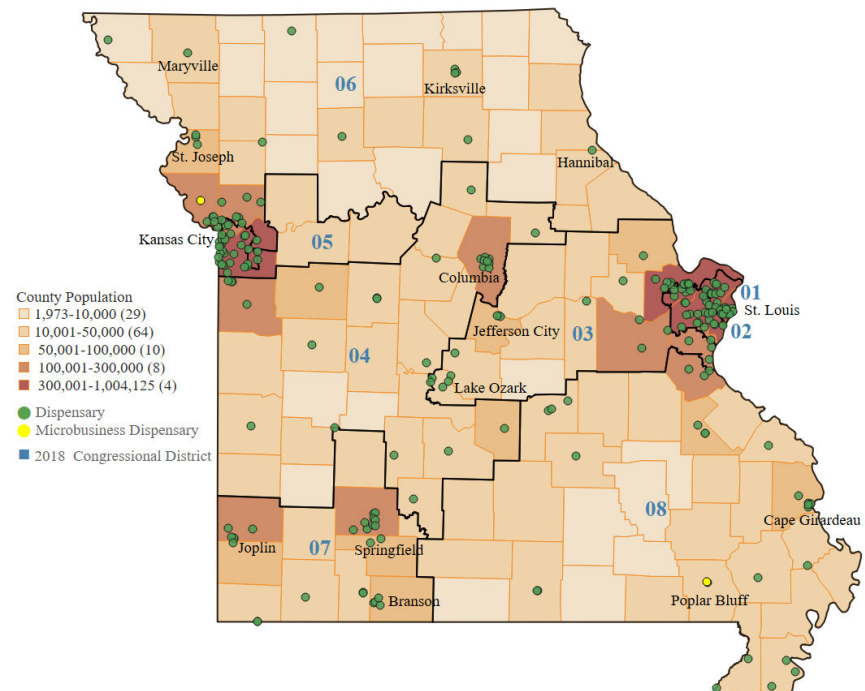 Maryville
06
Kirksville
St. Joseph
Hannibal
Kansas City
05
Columbia
County Population
1,973-10,000 (29)
10,001-50,000 (64)
50,001-100,000 (10)
100,001-300,000 (8)
300,001-1,004,125 (4)
Dispensary
Microbusiness Dispensary
2018 Congressional District
01
St. Louis
02
Jefferson City
03
04
Lake Ozark
08
Cape Girardeau
Joplin
07
Springfield
Branson
Poplar Bluff